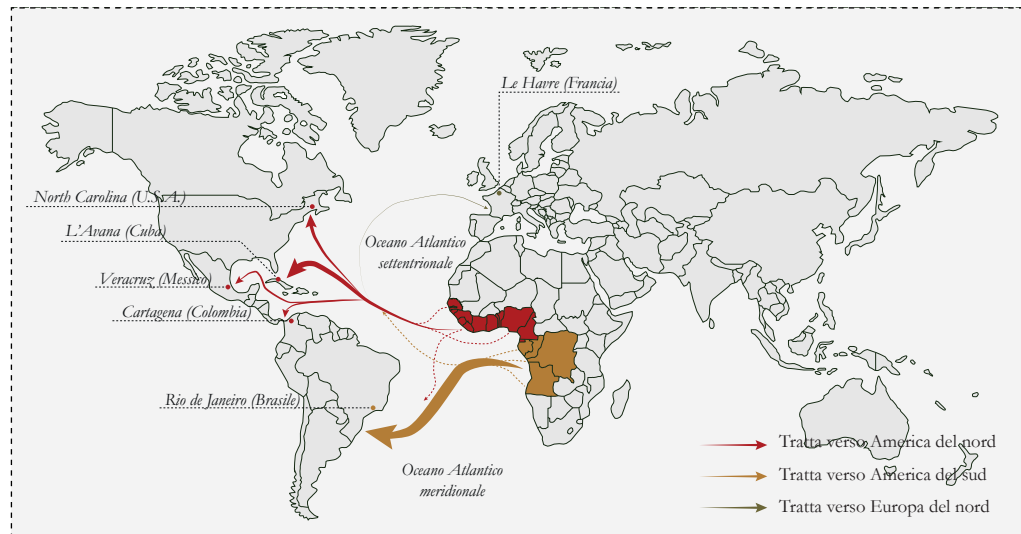 Le Havre (Francia)
North Carolina (U.S.A.)
L'Avana (Cuba)
Oceano Atlantico
settentrionale
Veracruz (Messico)
Cartagena (Colombia)
Rio de Janeiro (Brasile)
Oceano Atlantico
meridionale
Tratta verso America del nord
Tratta verso America del sud
Tratta verso Europa del nord